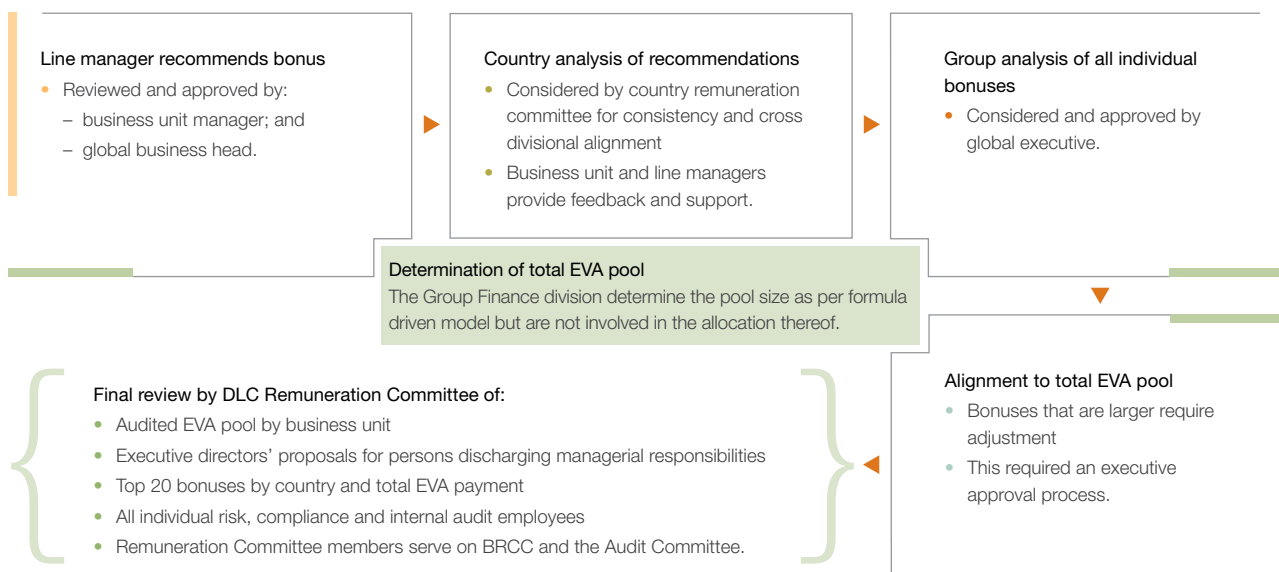 Line manager recommends bonus
• Reviewed and approved by:
– business unit manager; and
– global business head.
Country analysis of recommendations
• Considered by country remuneration
committee for consistency and cross
divisional alignment
• Business unit and line managers
provide feedback and support.
Group analysis of all individual
bonuses
• Considered and approved by
global executive.
Determination of total EVA pool
The Group Finance division determine the pool size as per formula
driven model but are not involved in the allocation thereof.
Alignment to total EVA pool
• Bonuses that are larger require
adjustment
• This required an executive
approval process.
Final review by DLC Remuneration Committee of:
• Audited EVA pool by business unit
• Executive directors’ proposals for persons discharging managerial responsibilities
• Top 20 bonuses by country and total EVA payment
• All individual risk, compliance and internal audit employees
• Remuneration Committee members serve on BRCC and the Audit Committee.